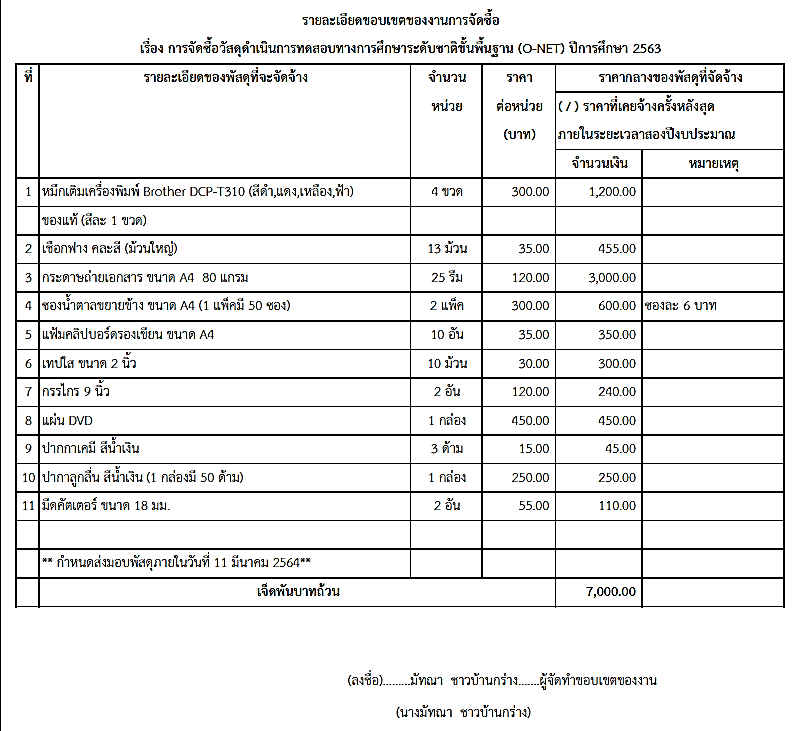 รายละเอียดขอบเขตของงานการจัดซื้อ
เรื่อง การจัดซื้อวัสดุดำเนินการทดสอบทางการศึกษาระดับชาติขั้นพื้นฐาน (O-NET) ปีการศึกษา 2563
ที่ รายละเอียดของพัสดุที่จะจัดจ้าง จำนวน ราคา ราคากลางของพัสดุที่จัดจ้าง
หน่วย ต่อหน่วย ( / ) ราคาที่เคยจ้างครั้งหลังสุด
(บาท) ภายในระยะเวลาสองปีงบประมาณ
จำนวนเงิน หมายเหตุ
1 หมึกเติมเครื่องพิมพ์ Brother DCP-T310 (สีดำ,แดง,เหลือง,ฟ้า) 4 ขวด 300.00 1,200.00
ของแท้ (สีละ 1 ขวด)
2 เชือกฟาง คละสี (ม้วนใหญ่) 13 ม้วน 35.00 455.00
3 กระดาษถ่ายเอกสาร ขนาด A4 80 แกรม 25 รีม 120.00 3,000.00
4 ซองน้ำตาลขยายข้าง ขนาด A4 (1 แพ็คมี 50 ซอง) 2 แพ็ค 300.00 600.00 ซองละ 6 บาท
5 แฟ้มคลิปบอร์ดรองเขียน ขนาด A4 10 อัน 35.00 350.00
6 เทปใส ขนาด 2 นิ้ว 10 ม้วน 30.00 300.00
7 กรรไกร 9 นิ้ว 2 อัน 120.00 240.00
8 แผ่น DVD 1 กล่อง 450.00 450.00
9 ปากกาเคมี สีน้ำเงิน 3 ด้าม 15.00 45.00
10 ปากาลูกลื่น สีน้ำเงิน (1 กล่องมี 50 ด้าม) 1 กล่อง 250.00 250.00
11 มีดคัตเตอร์ ขนาด 18 มม. 2 อัน 55.00 110.00
** กำหนดส่งมอบพัสดุภายในวันที่ 11 มีนาคม 2564**
เจ็ดพันบาทถ้วน 7,000.00
(ลงชื่อ).........มัทณา ชาวบ้านกร่าง.......ผู้จัดทำขอบเขตของงาน
(นางมัทณา ชาวบ้านกร่าง)